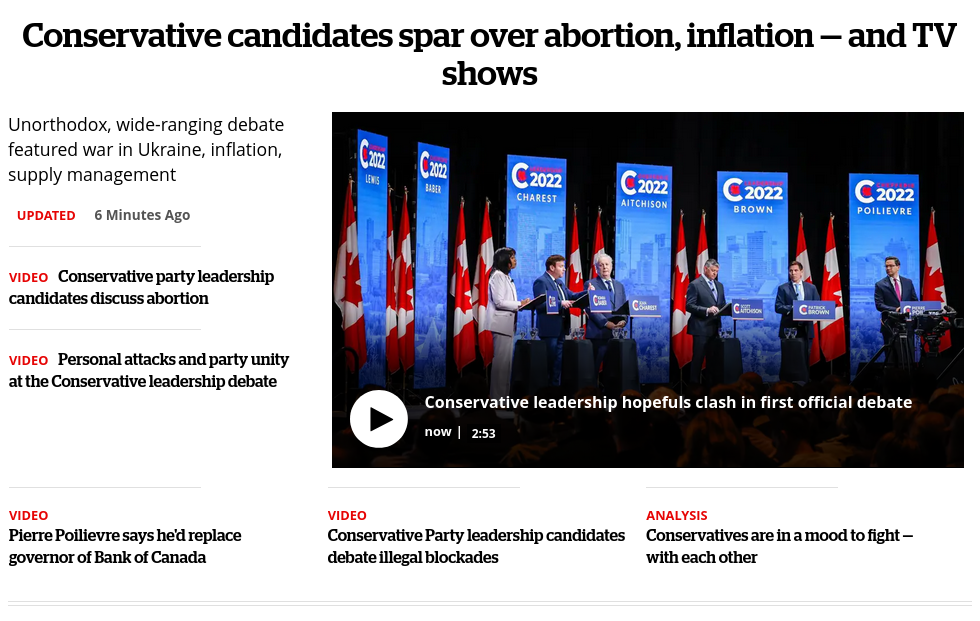 Conservative candidates spar over abortion, inflation — and TV
shows
Unorthodox, wide-ranging debate
featured war in Ukraine, inflation,
supply management
UPDATED 6 Minutes Ago
VIDEO Conservative party leadership
candidates discuss abortion
VIDEO Personal attacks and party unity
at the Conservative leadership debate
2022
LEWIS
2022
BABER
2022
CHAREST
2022
AITCHISON
2022
BROWN
2022
POILIEVRE
CHAREST
AITCHISON
BROWN
Conservative leadership hopefuls clash in first official debate
now | 2:53
VIDEO
Pierre Poilievre says he'd replace
governor of Bank of Canada
VIDEO
Conservative Party leadership candidates
debate illegal blockades
ANALYSIS
Conservatives are in a mood to fight —
with each other